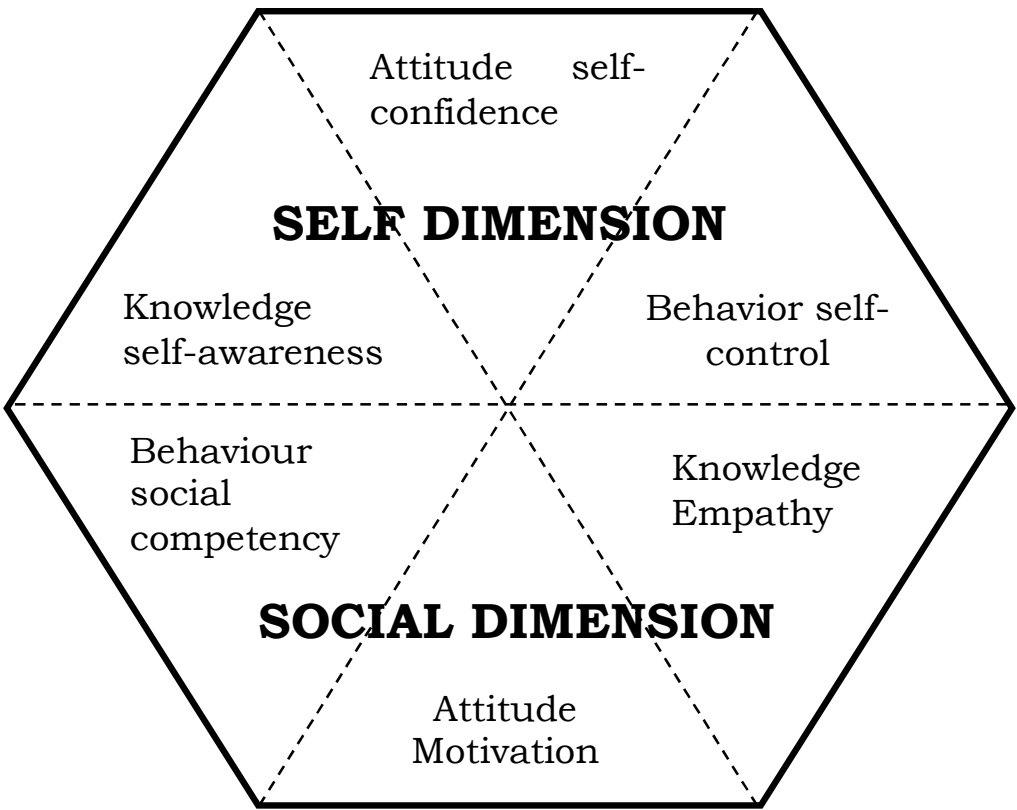 Attitude self-
confidence
SELF DIMENSION
Knowledge
self-awareness
Behavior self-
control
Behaviour
social
competency
Knowledge
Empathy
SOCIAL DIMENSION
Attitude
Motivation